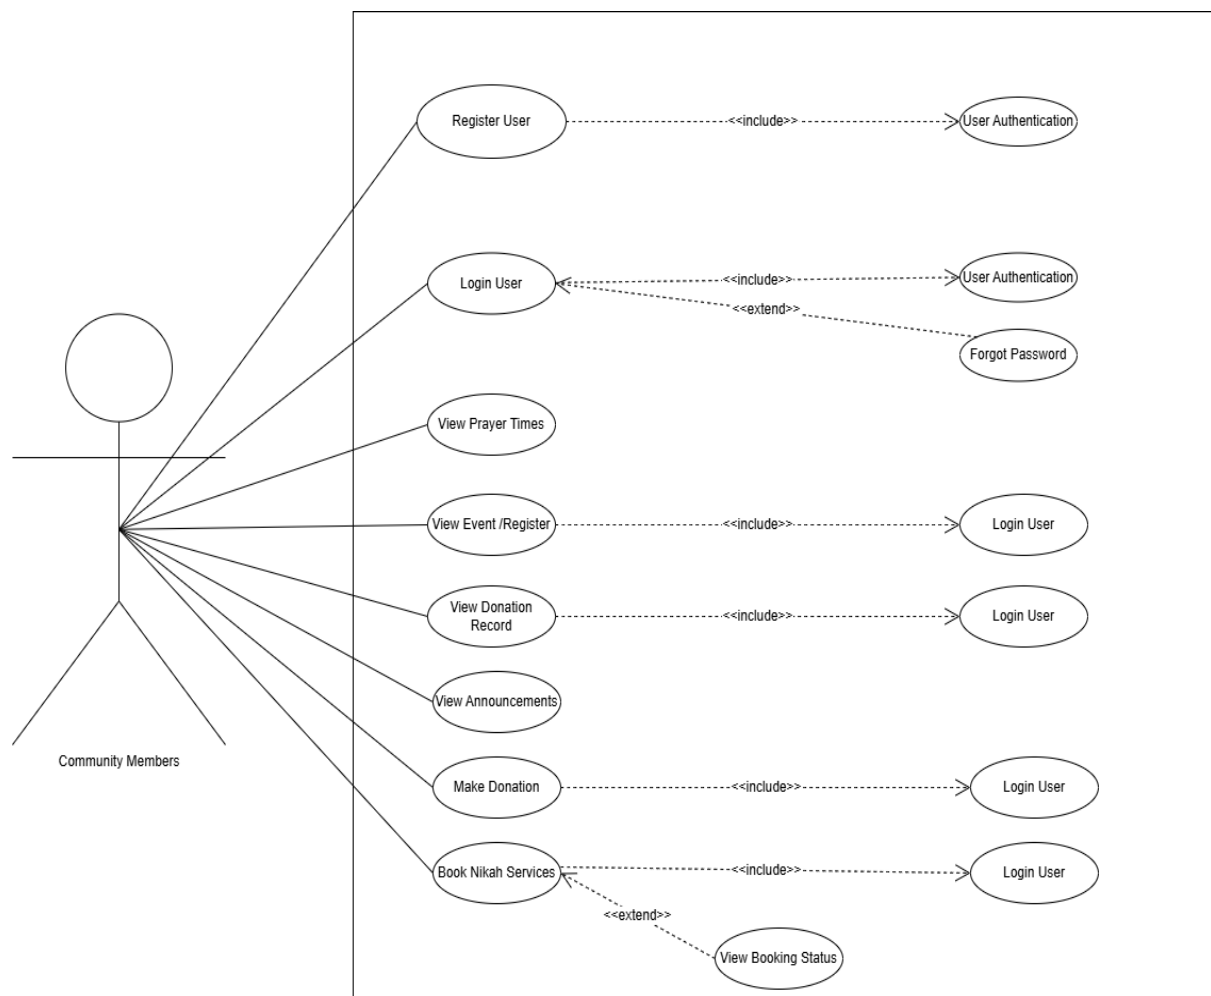 Register User
<<include>>
User Authentication
Login User
<<include>>
User Authentication
<<extend>>
Forgot Password
View Prayer Times
View Event /Register
<<include>>
Login User
View Donation
Record
<<include>>
Login User
View Announcements
Community Members
Make Donation
<<include>>
Login User
Book Nikah Services
<<include>>
Login User
<<extend>>
View Booking Status